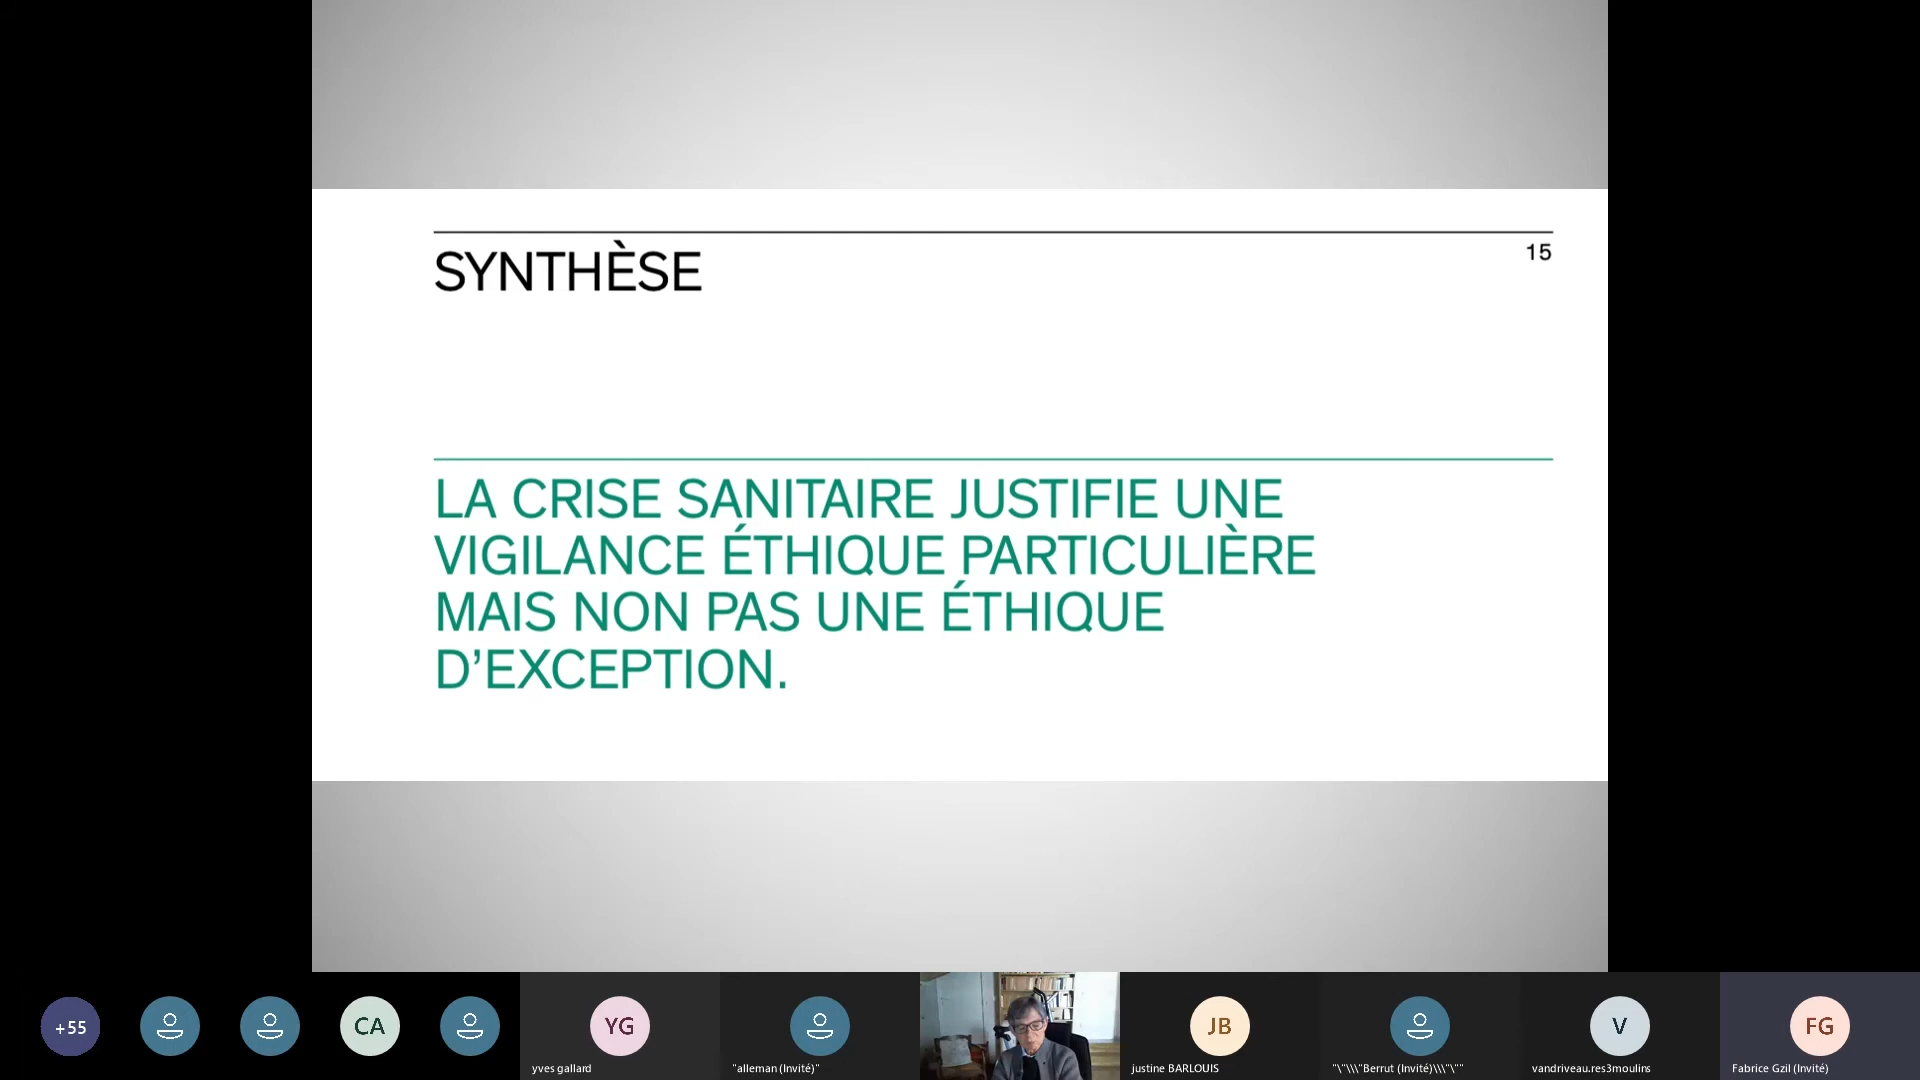 SYNTHÈSE
15
LA CRISE SANITAIRE JUSTIFIE UNE
VIGILANCE ÉTHIQUE PARTICULIÈRE
MAIS NON PAS UNE ÉTHIQUE
D’EXCEPTION.
+55
CA
YG
JB
V
FG
yves gallard
"alleman (Invité)"
justine BARLOUIS
"\"\\\"Berrut (Invité)\\\"\""
vandriveau.res3moulins
Fabrice Gzil (Invité)